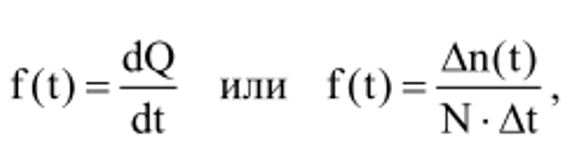 f(t) = dQ/dt или f(t) = Δn(t)/(N · Δt),